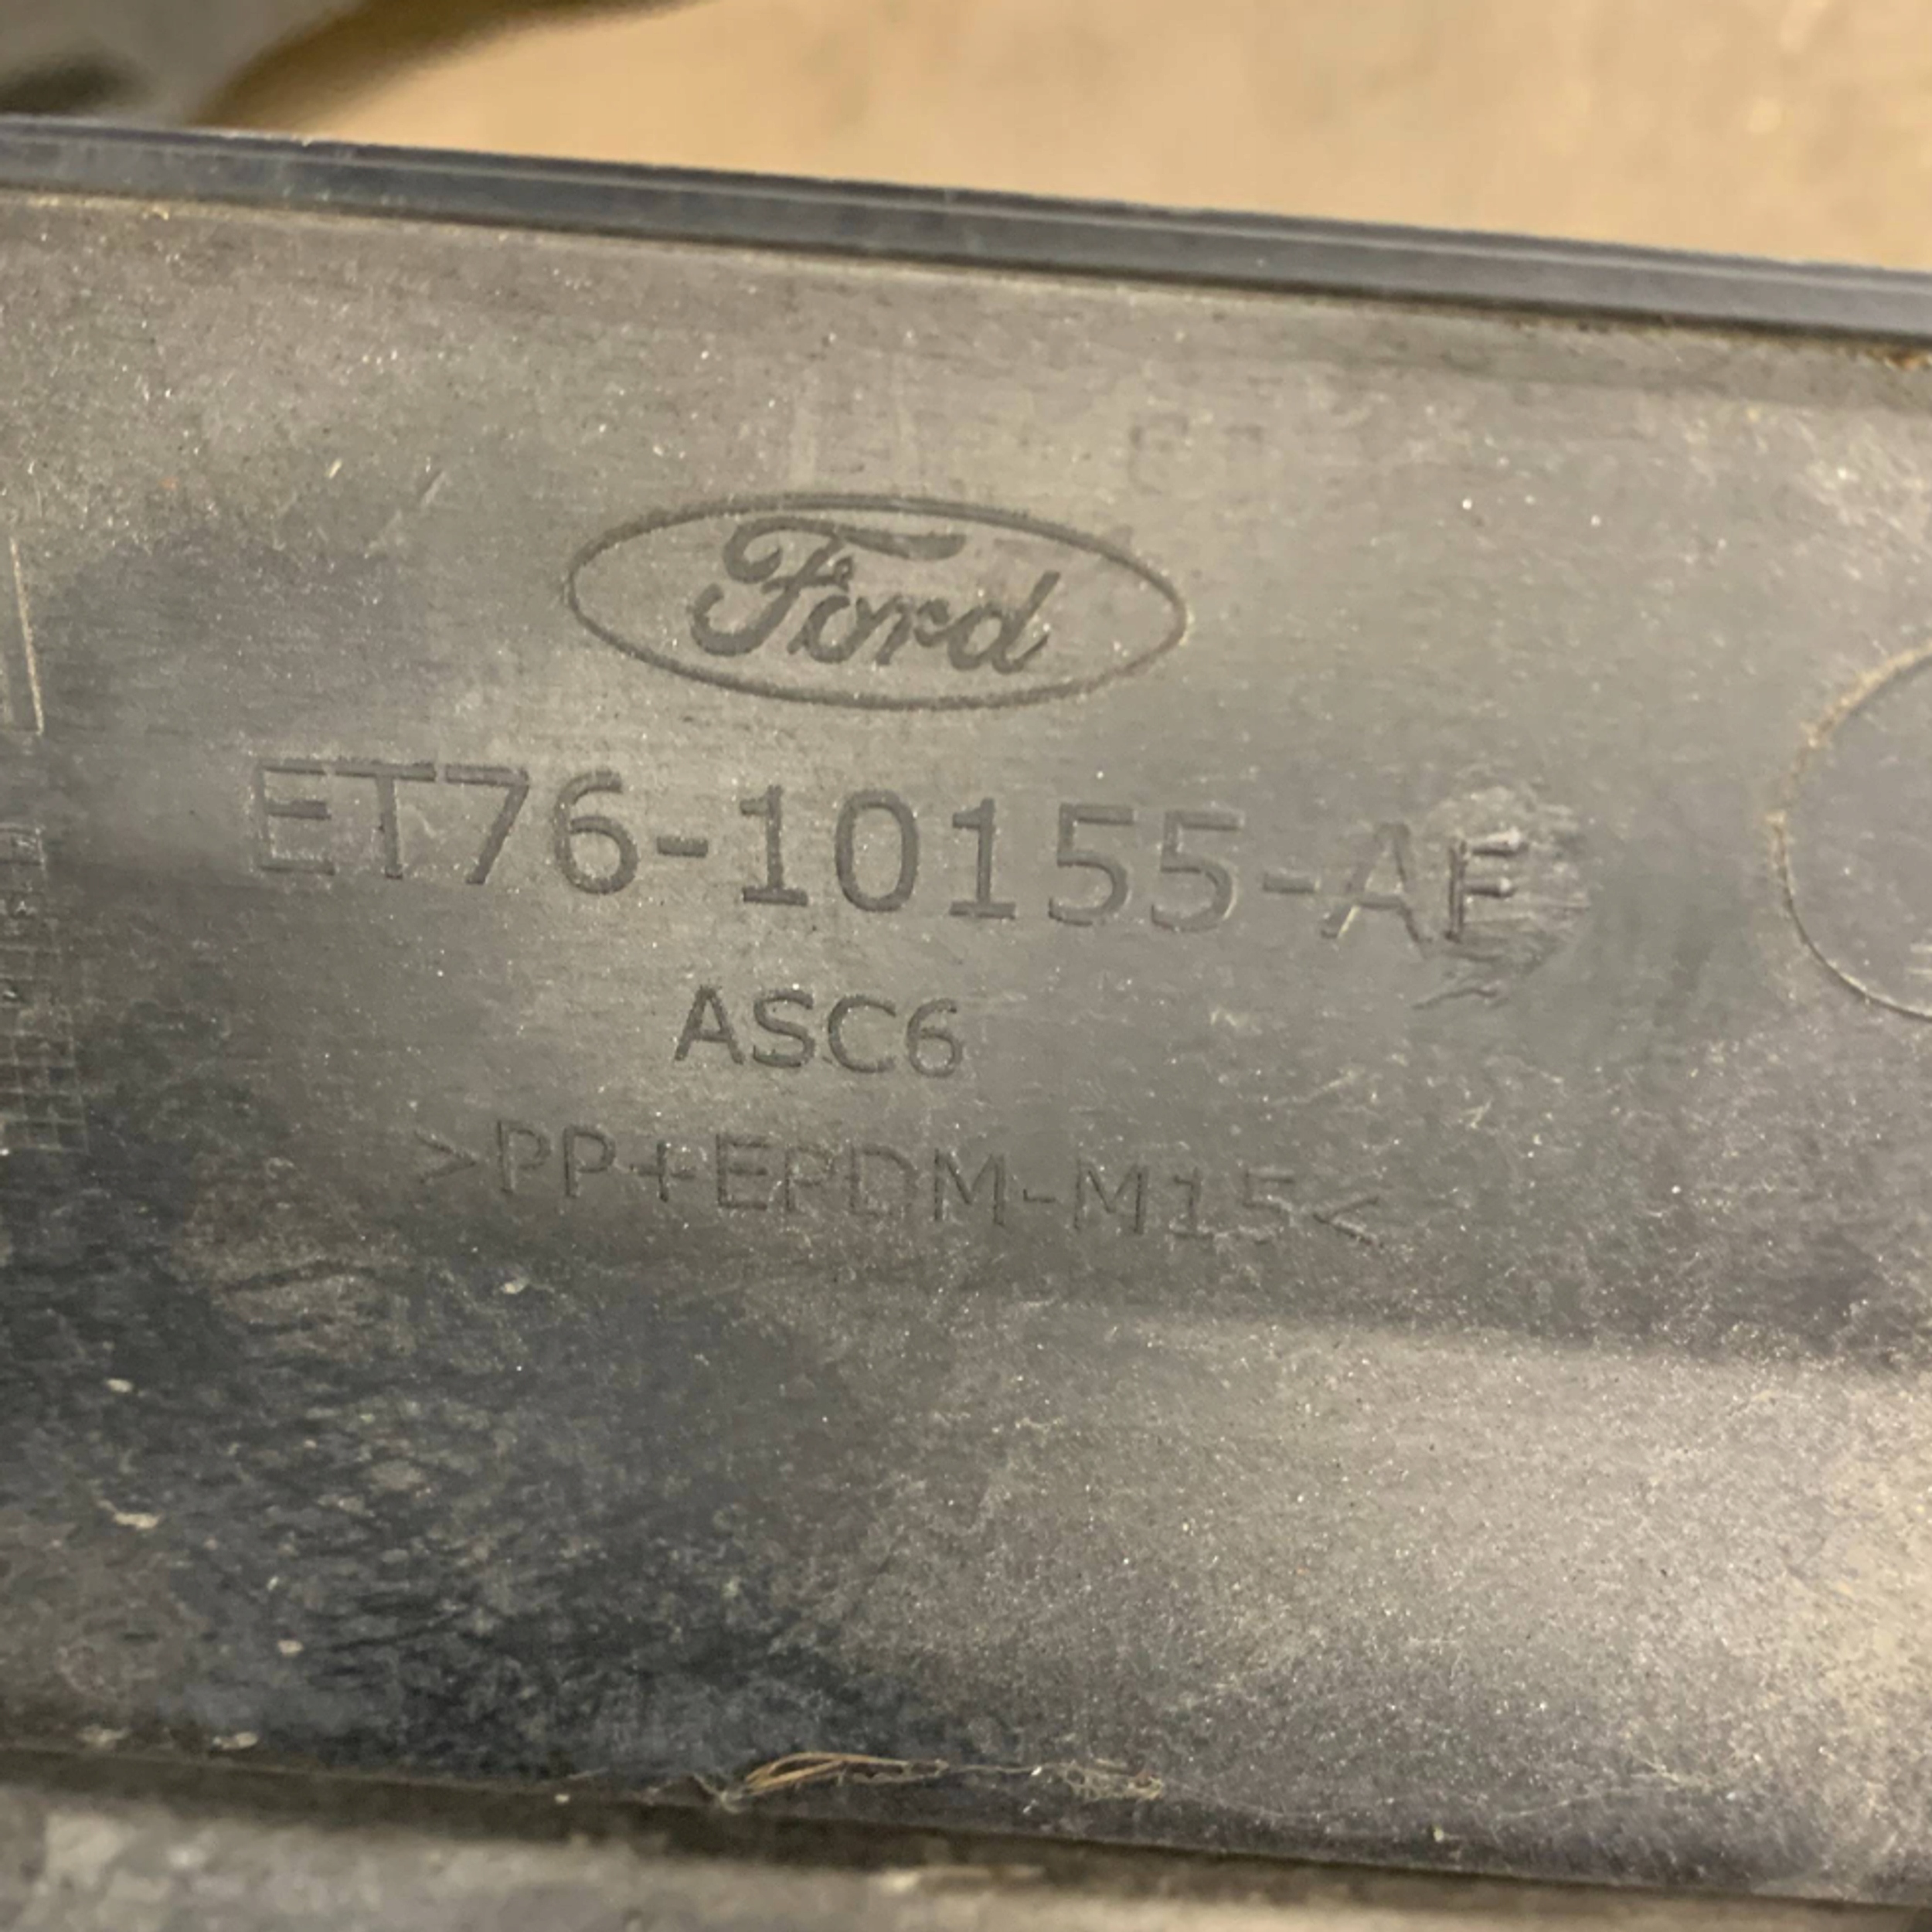 Ford
ET76-10155-AF
ASC6
>PP+EPDM-M15<